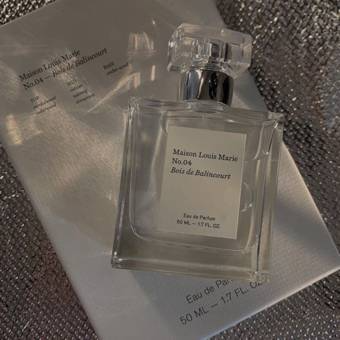 Maison Louis Marie
No.04 — Bois de Balincourt
Maison Louis Marie
No.04
Bois de Balincourt
Eau de Parfum
50 ML – 1.7 FL. OZ
Eau de Par
50 ML – 1.7 FL. OZ.